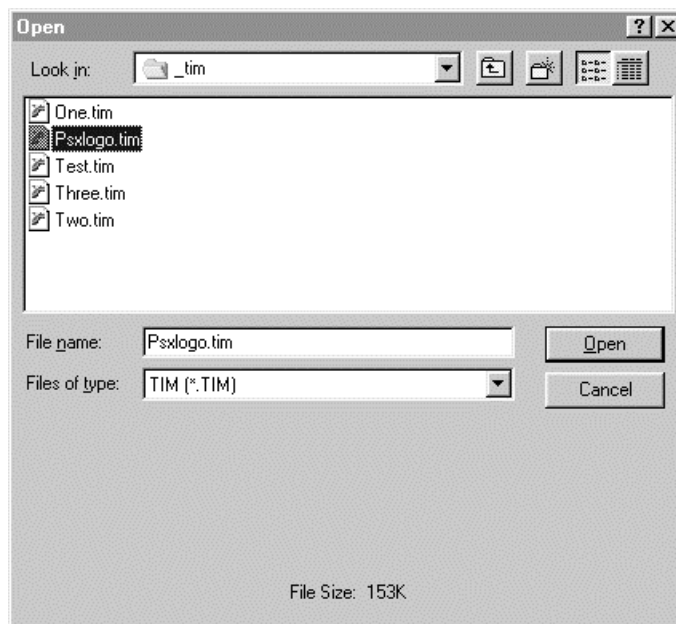 Open
Look in: _tim
One.tim
Psxlogo.tim
Test.tim
Three.tim
Two.tim
File name: Psxlogo.tim Open
Files of type: TIM (*.TIM) Cancel
File Size: 153K